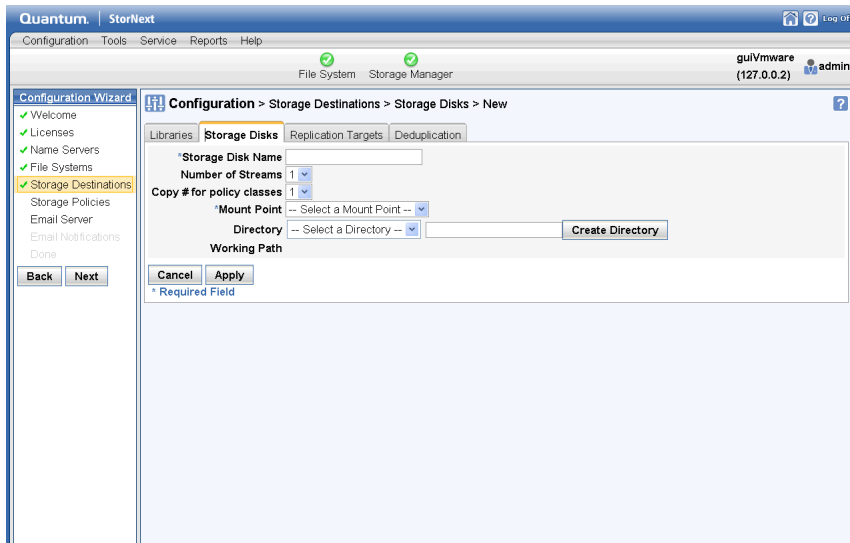 Quantum. StorNext
Log Of
Configuration Tools Service Reports Help
File System Storage Manager
guiVmware
(127.0.0.2)
admin
Configuration Wizard
Welcome
Licenses
Name Servers
File Systems
Storage Destinations
Storage Policies
Email Server
Email Notifications
Done
Back Next
Configuration > Storage Destinations > Storage Disks > New
?
Libraries Storage Disks Replication Targets Deduplication
*Storage Disk Name
Number of Streams 1
Copy # for policy classes 1
*Mount Point -- Select a Mount Point --
Directory -- Select a Directory -- Create Directory
Working Path
Cancel Apply
* Required Field